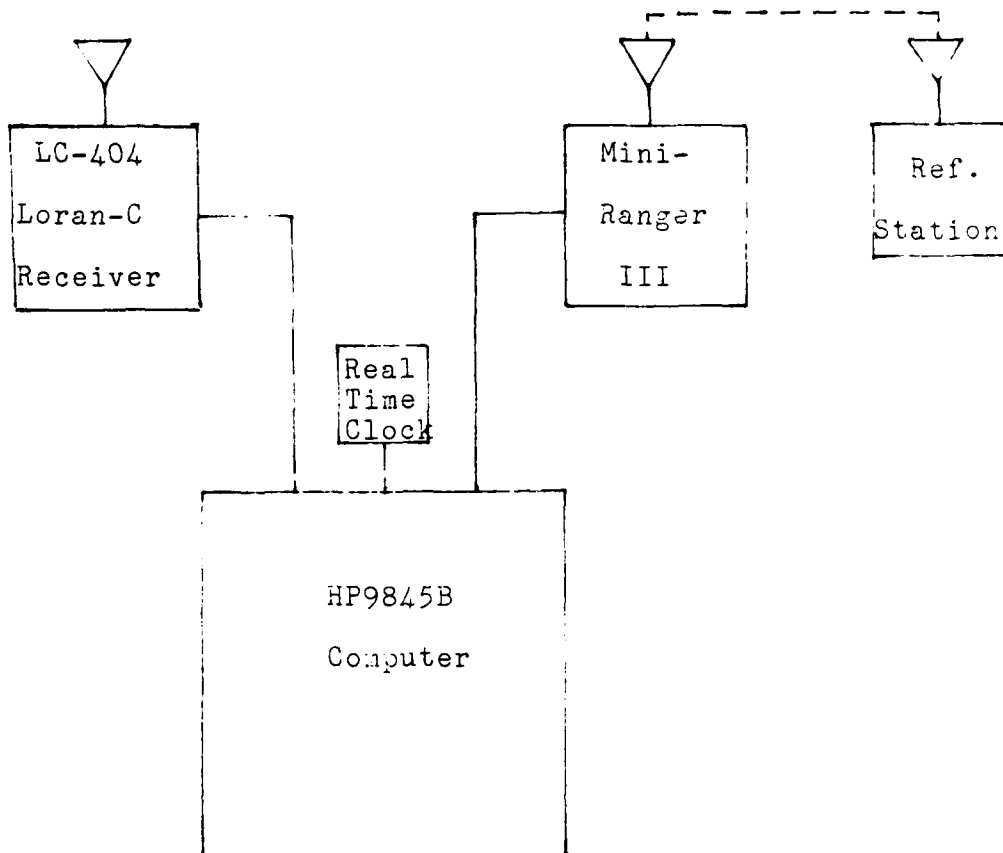 LC-404
Loran-C
Receiver
Mini-
Ranger
III
Ref.
Station
Real
Time
Clock
HP9845B
Computer